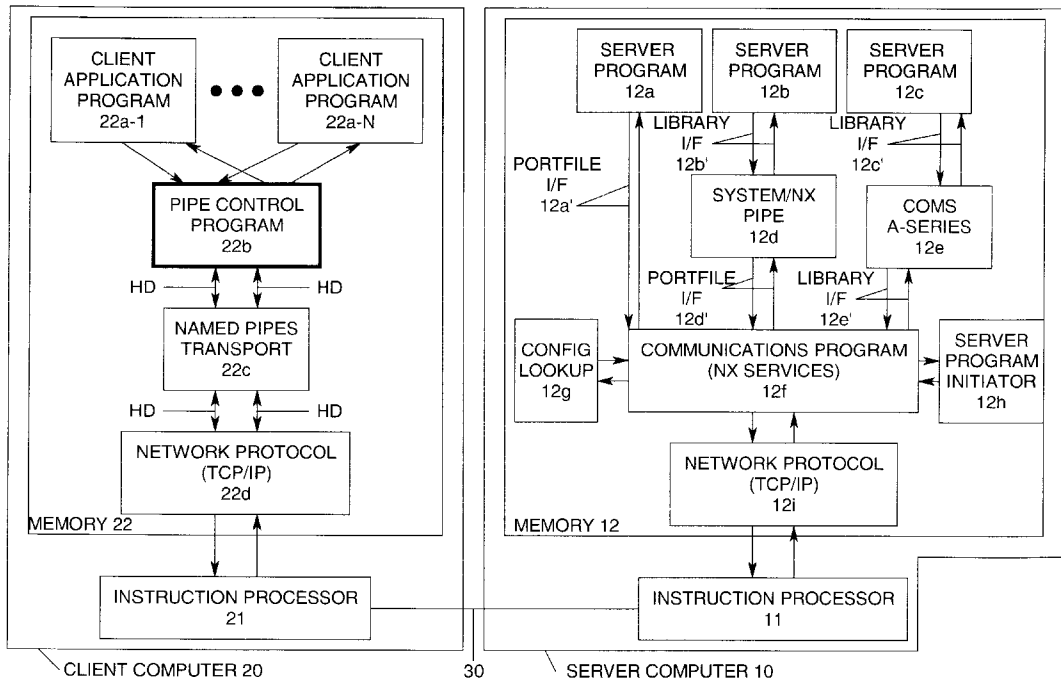 CLIENT
APPLICATION
PROGRAM
22a-1
CLIENT
APPLICATION
PROGRAM
22a-N
PIPE CONTROL
PROGRAM
22b
HD
HD
NAMED PIPES
TRANSPORT
22c
HD
HD
NETWORK PROTOCOL
(TCP/IP)
22d
MEMORY 22
INSTRUCTION PROCESSOR
21
CLIENT COMPUTER 20
30
SERVER
PROGRAM
12a
SERVER
PROGRAM
12b
SERVER
PROGRAM
12c
PORTFILE
I/F
12a'
LIBRARY
I/F
12b'
LIBRARY
I/F
12c'
SYSTEM/NX
PIPE
12d
COMS
A-SERIES
12e
PORTFILE
I/F
12d'
LIBRARY
I/F
12e'
CONFIG
LOOKUP
12g
COMMUNICATIONS PROGRAM
(NX SERVICES)
12f
SERVER
PROGRAM
INITIATOR
12h
NETWORK PROTOCOL
(TCP/IP)
12i
MEMORY 12
INSTRUCTION PROCESSOR
11
SERVER COMPUTER 10